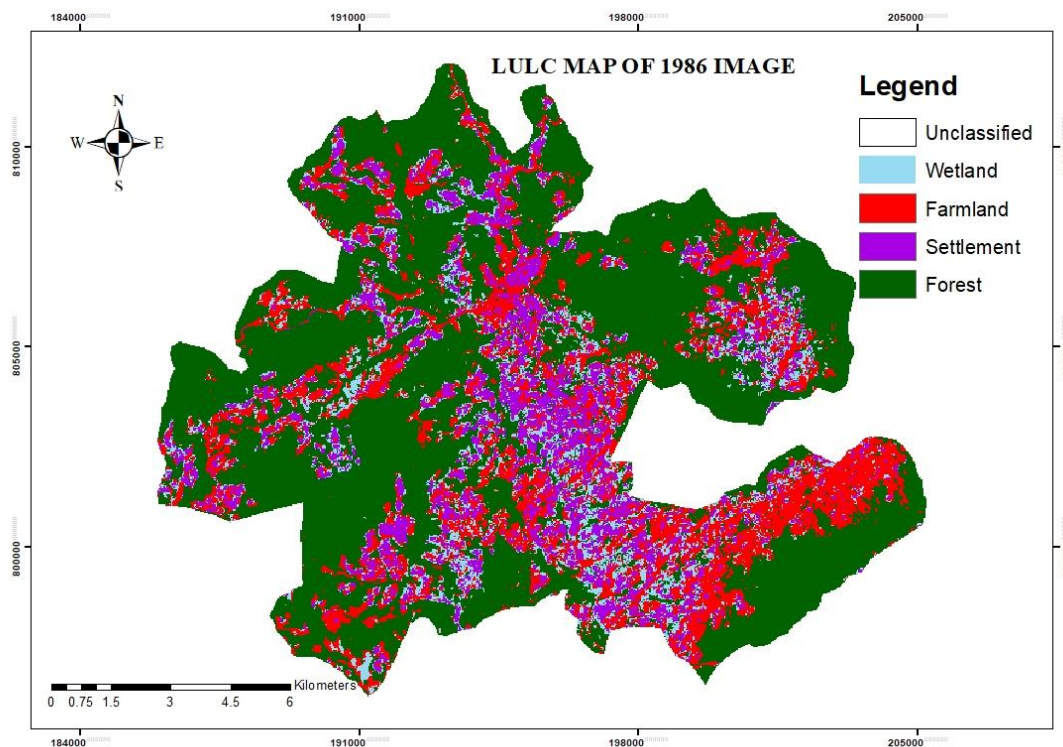 184000 191000 198000 205000
LULC MAP OF 1986 IMAGE
Legend
N
W E
S
Unclassified
Wetland
Farmland
Settlement
Forest
810000
805000
800000
Kilometers
0 0.75 1.5 3 4.5 6
184000 191000 198000 205000